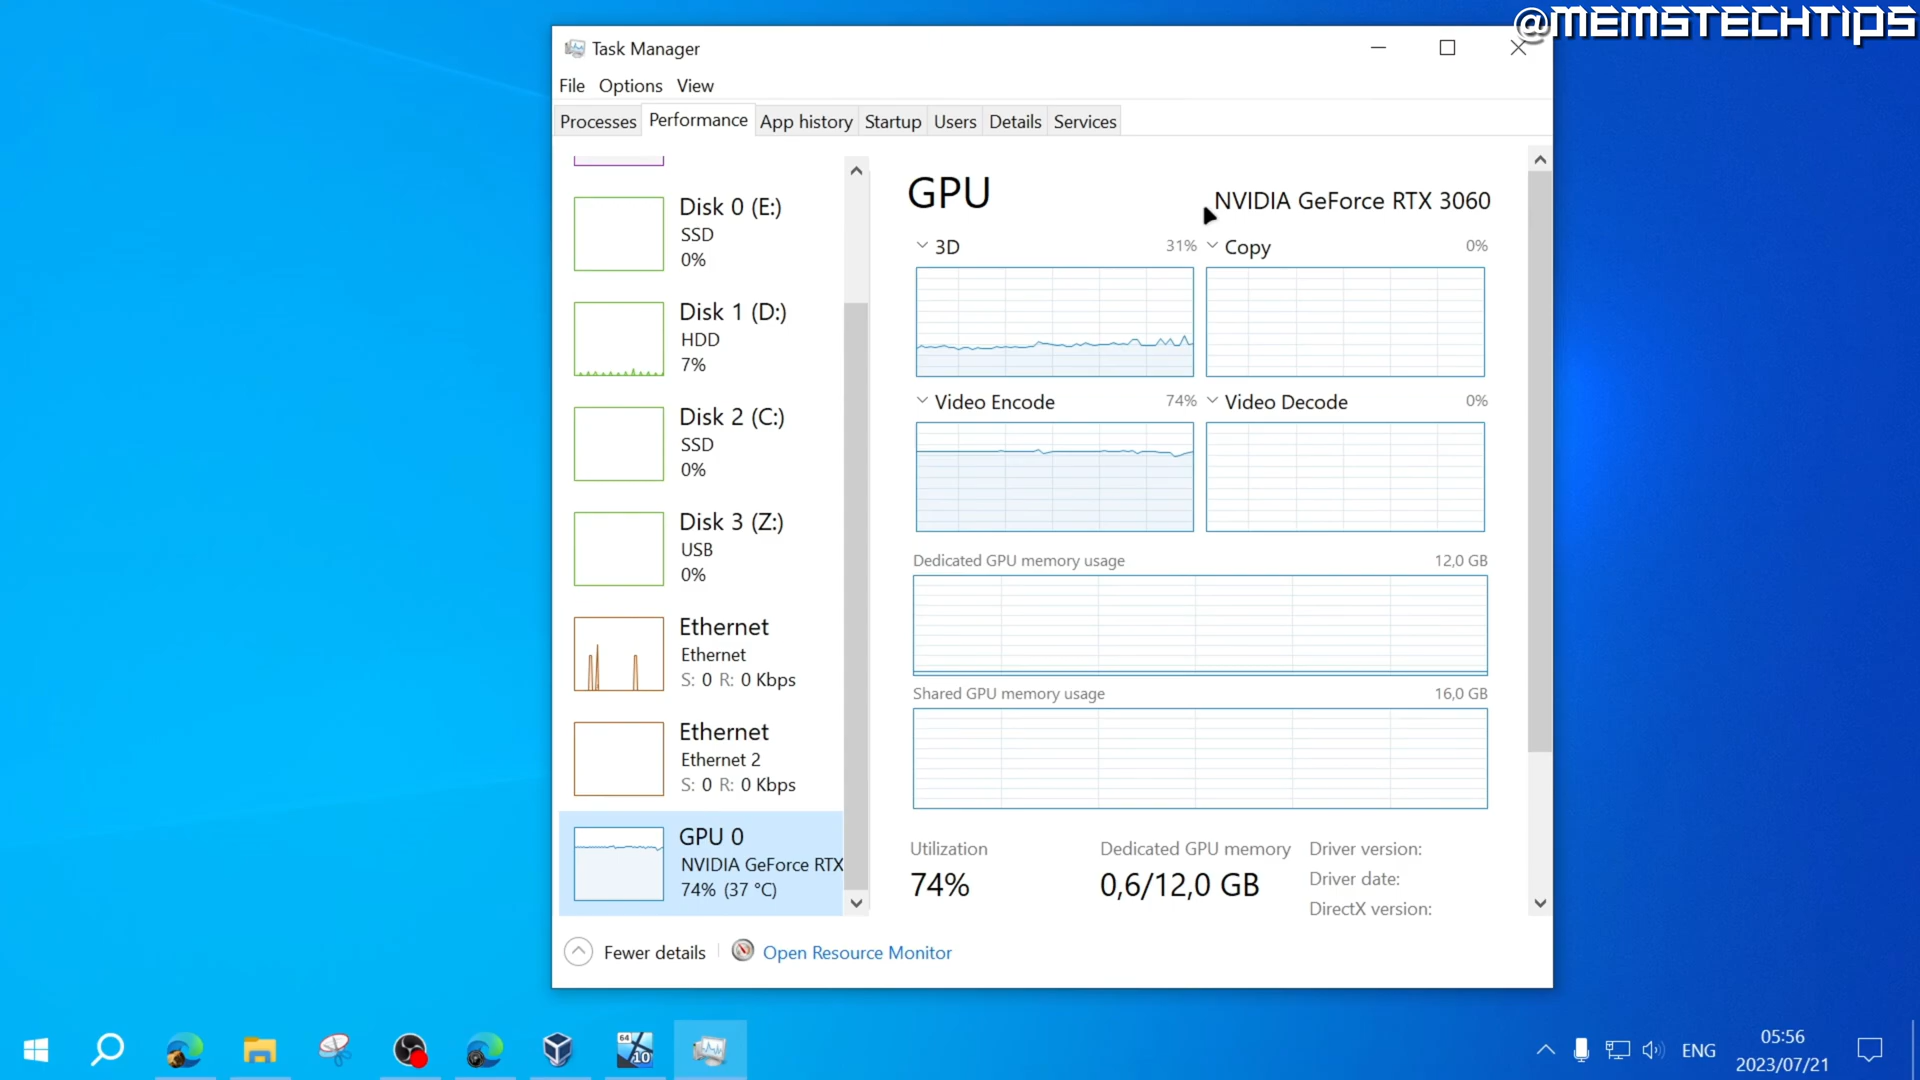 @MEMSTECHTIPS
Task Manager
File Options View
Processes Performance App history Startup Users Details Services
Disk 0 (E:)
SSD
0%
Disk 1 (D:)
HDD
7%
Disk 2 (C:)
SSD
0%
Disk 3 (Z:)
USB
0%
Ethernet
Ethernet
S: 0 R: 0 Kbps
Ethernet
Ethernet 2
S: 0 R: 0 Kbps
GPU 0
NVIDIA GeForce RTX
74% (37 °C)
GPU NVIDIA GeForce RTX 3060
3D 31% Copy 0%
Video Encode 74% Video Decode 0%
Dedicated GPU memory usage 12,0 GB
Shared GPU memory usage 16,0 GB
Utilization
74%
Dedicated GPU memory
0,6/12,0 GB
Driver version:
Driver date:
DirectX version:
Fewer details Open Resource Monitor
64
10
ENG
05:56
2023/07/21